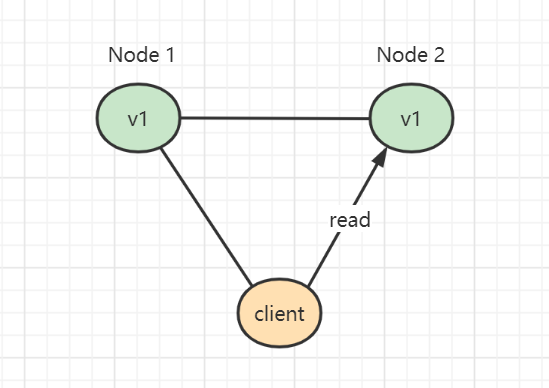 Node 1
Node 2
v1
v1
read
client